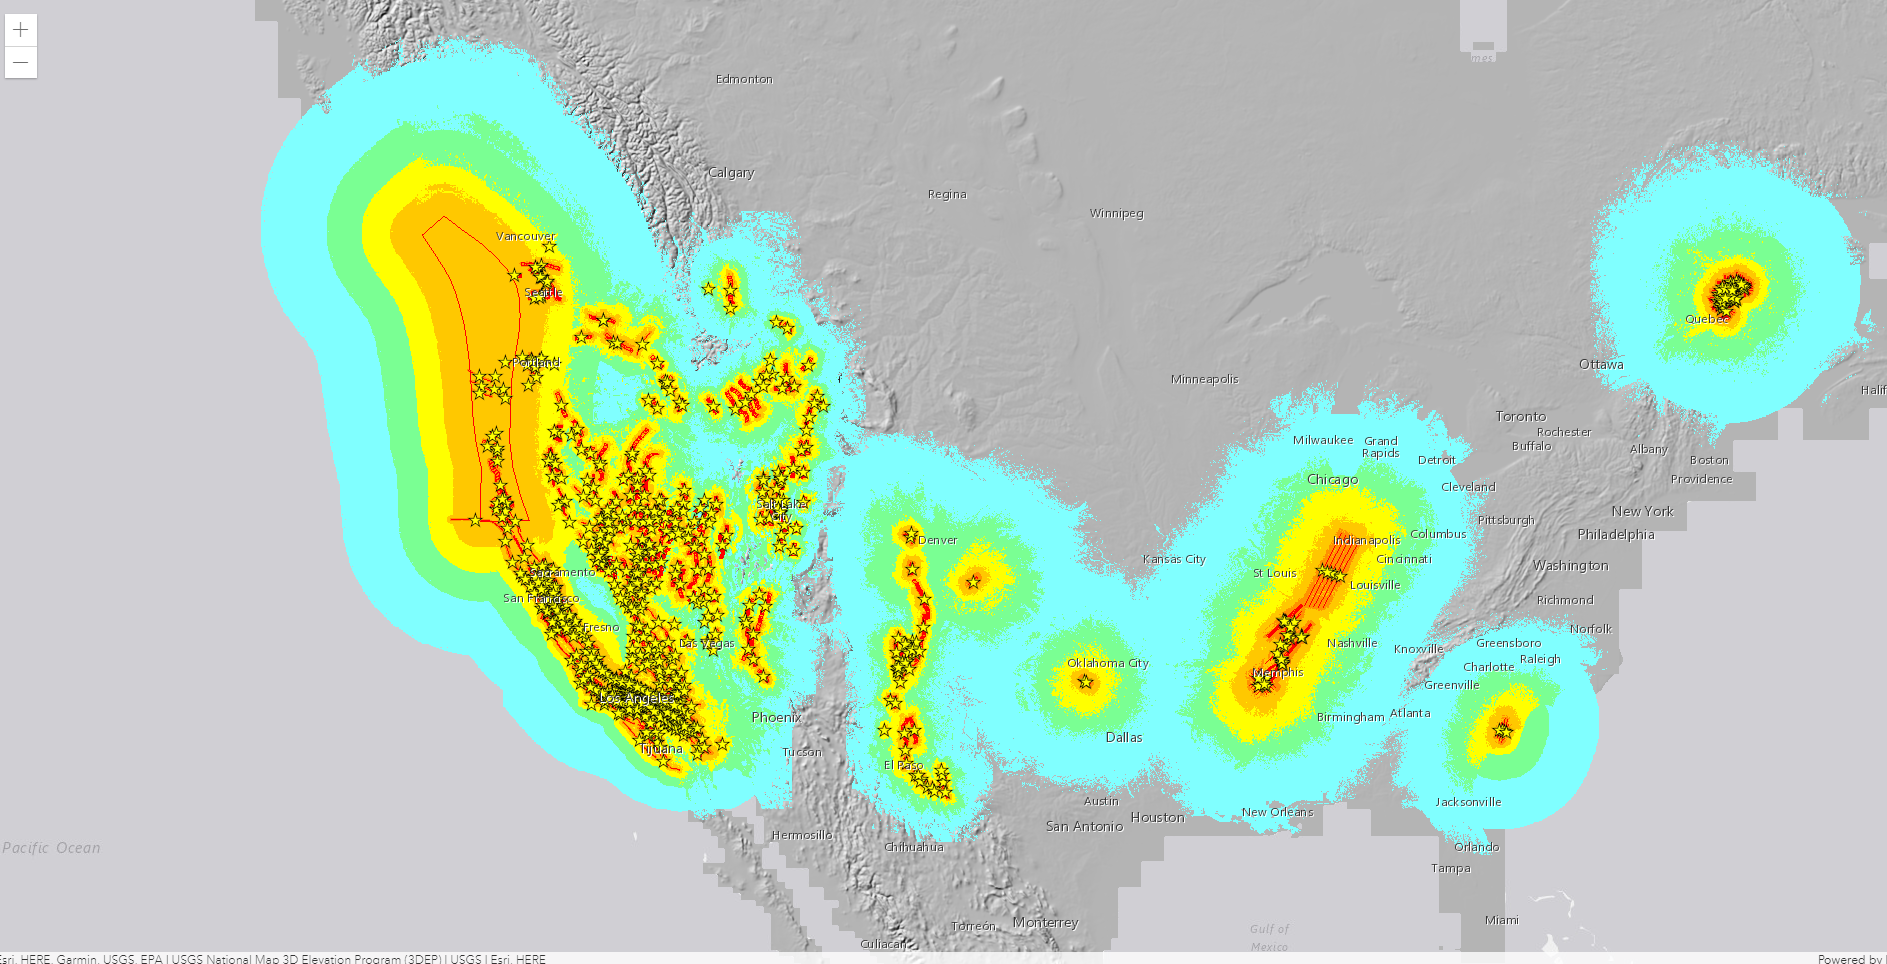 +
mes
Edmonton
−
Calgary
Regina
Winnipeg
Vancouver
Seattle
Quebec
Portland
Ottawa
Minneapolis
Halif
Toronto
Rochester
Buffalo
Milwaukee
Grand
Rapids
Albany
Detroit
Boston
Chicago
Providence
Cleveland
Salt Lake
City
New York
Pittsburgh
Columbus
Philadelphia
Denver
Indianapolis
Kansas City
Cincinnati
Washington
Sacramento
St Louis
Louisville
San Francisco
Richmond
Fresno
Norfolk
Las Vegas
Nashville
Greensboro
Knoxville
Raleigh
Oklahoma City
Charlotte
Memphis
Greenville
Los Angeles
Phoenix
Birmingham
Atlanta
Dallas
Tijuana
Tucson
El Paso
Austin
Jacksonville
New Orleans
Houston
San Antonio
Hermosillo
Pacific Ocean
Chihuahua
Orlando
Tampa
Miami
Monterrey
Torreón
Gulf of
Mexico
Culiacan
Esri, HERE, Garmin, USGS, EPA | USGS National Map 3D Elevation Program (3DEP) | USGS | Esri, HERE
Powered by